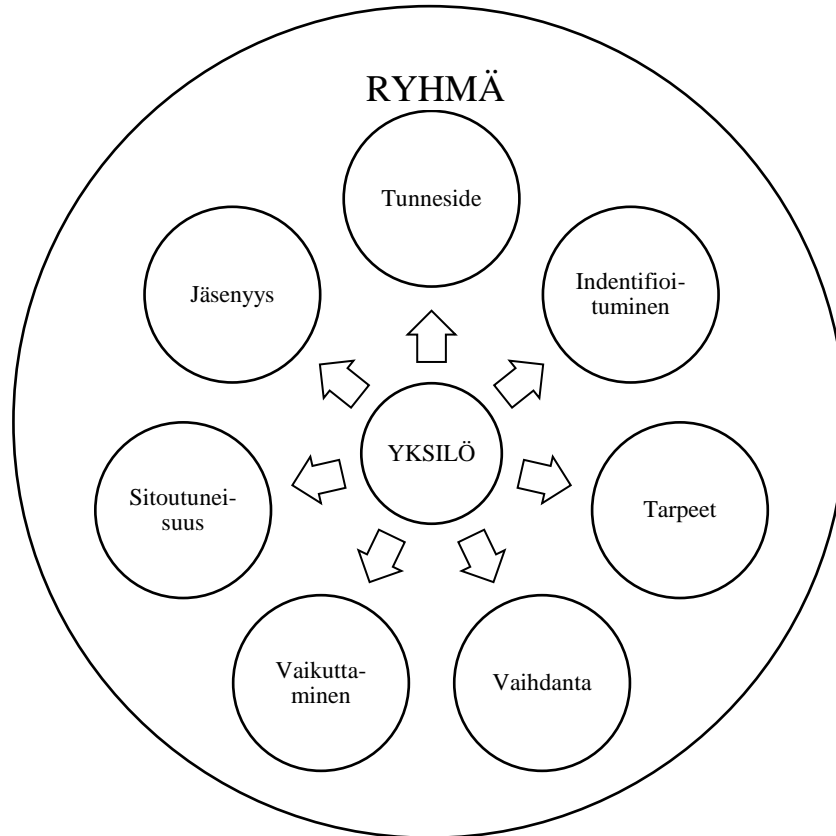 RYHMÄ
Tunneside
Jäsenyys
Indentifioi-
tuminen
YKSILÖ
Sitoutunei-
suus
Tarpeet
Vaikutta-
minen
Vaihdanta